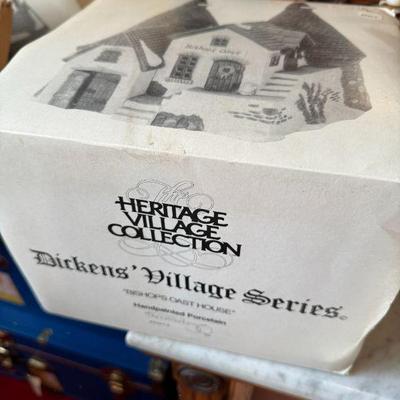 Bishops Oast
The
HERITAGE
VILLAGE
COLLECTION
Dickens' Village Series©
"BISHOPS OAST HOUSE"
Handpainted Porcelain